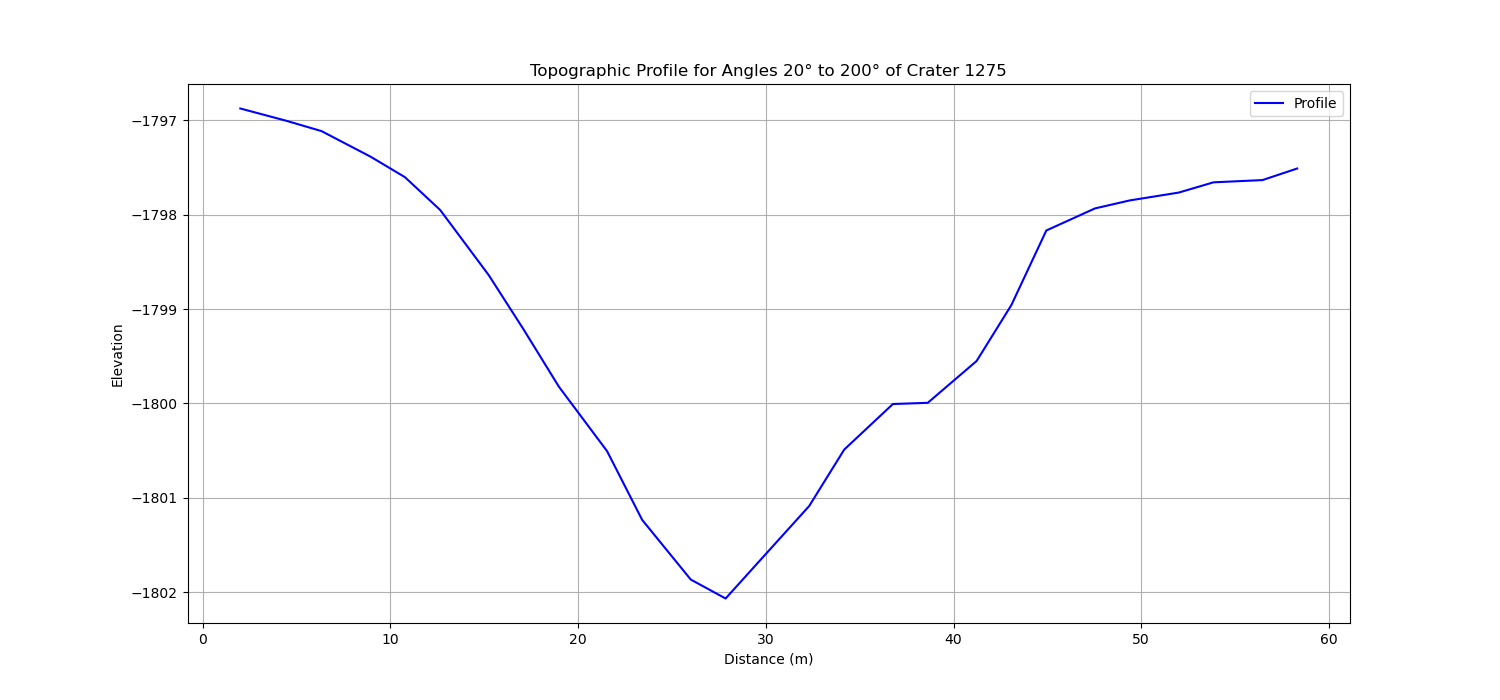 Topographic Profile for Angles 20° to 200° of Crater 1275
Profile
−1797
−1798
−1799
−1800
−1801
−1802
Elevation
0 10 20 30 40 50 60
Distance (m)